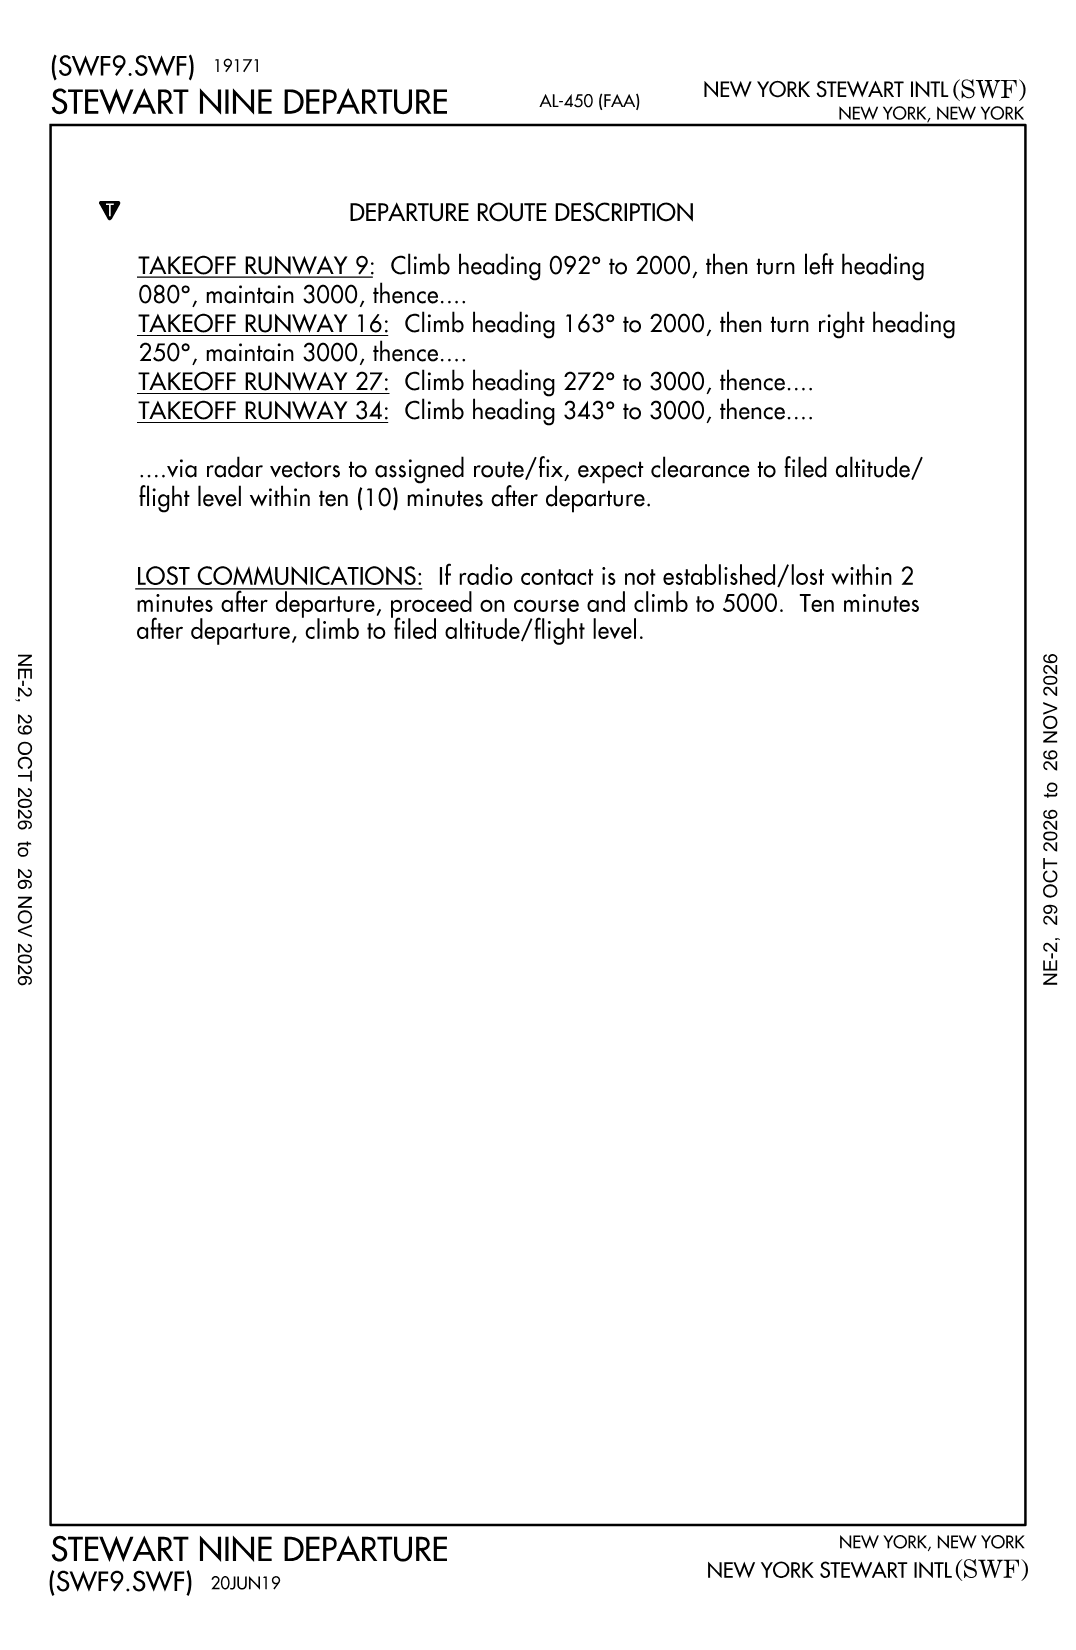 (SWF9.SWF) 19171
STEWART NINE DEPARTURE
AL-450 (FAA)
NEW YORK STEWART INTL (SWF)
NEW YORK, NEW YORK
T
DEPARTURE ROUTE DESCRIPTION
TAKEOFF RUNWAY 9: Climb heading 092° to 2000, then turn left heading
080°, maintain 3000, thence....
TAKEOFF RUNWAY 16: Climb heading 163° to 2000, then turn right heading
250°, maintain 3000, thence....
TAKEOFF RUNWAY 27: Climb heading 272° to 3000, thence....
TAKEOFF RUNWAY 34: Climb heading 343° to 3000, thence....
....via radar vectors to assigned route/fix, expect clearance to filed altitude/
flight level within ten (10) minutes after departure.
LOST COMMUNICATIONS: If radio contact is not established/lost within 2
minutes after departure, proceed on course and climb to 5000. Ten minutes
after departure, climb to filed altitude/flight level.
NE-2, 29 OCT 2026 to 26 NOV 2026
NE-2, 29 OCT 2026 to 26 NOV 2026
STEWART NINE DEPARTURE
(SWF9.SWF) 20JUN19
NEW YORK, NEW YORK
NEW YORK STEWART INTL (SWF)